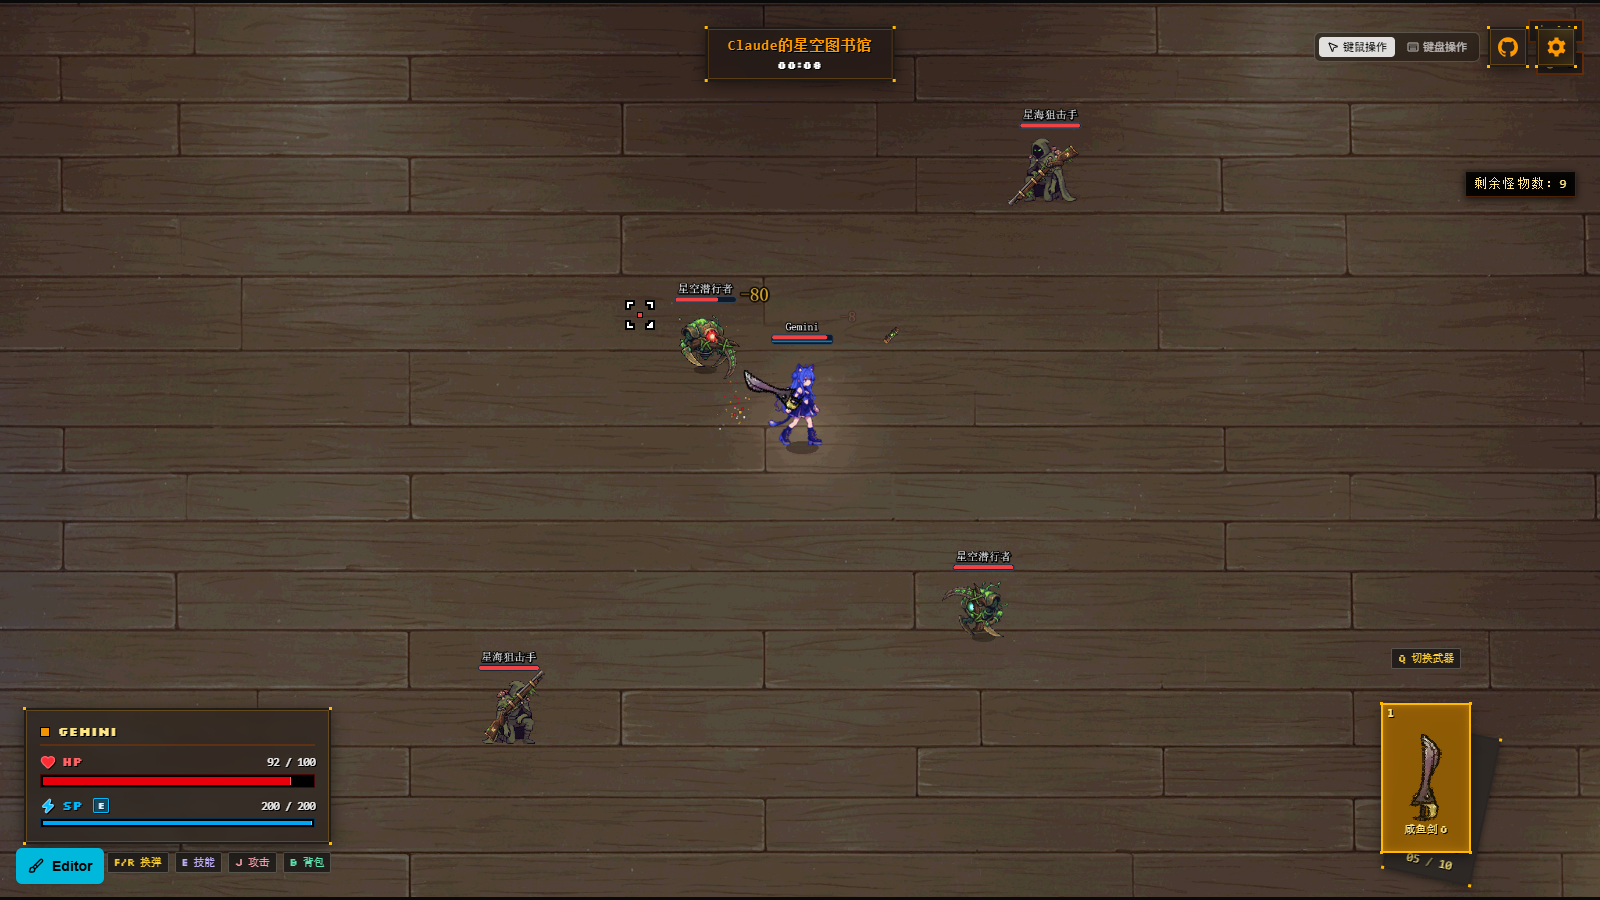 Claude的星空图书馆
00:08
键鼠操作
键盘操作
星海狙击手
剩余怪物数: 9
星空潜行者
-80
Gemini
星空潜行者
星海狙击手
Q 切换武器
GEMINI
HP
92 / 100
SP E
200 / 200
1
咸鱼剑
05 / 10
Editor
F/R 换弹
E 技能
J 攻击
B 背包